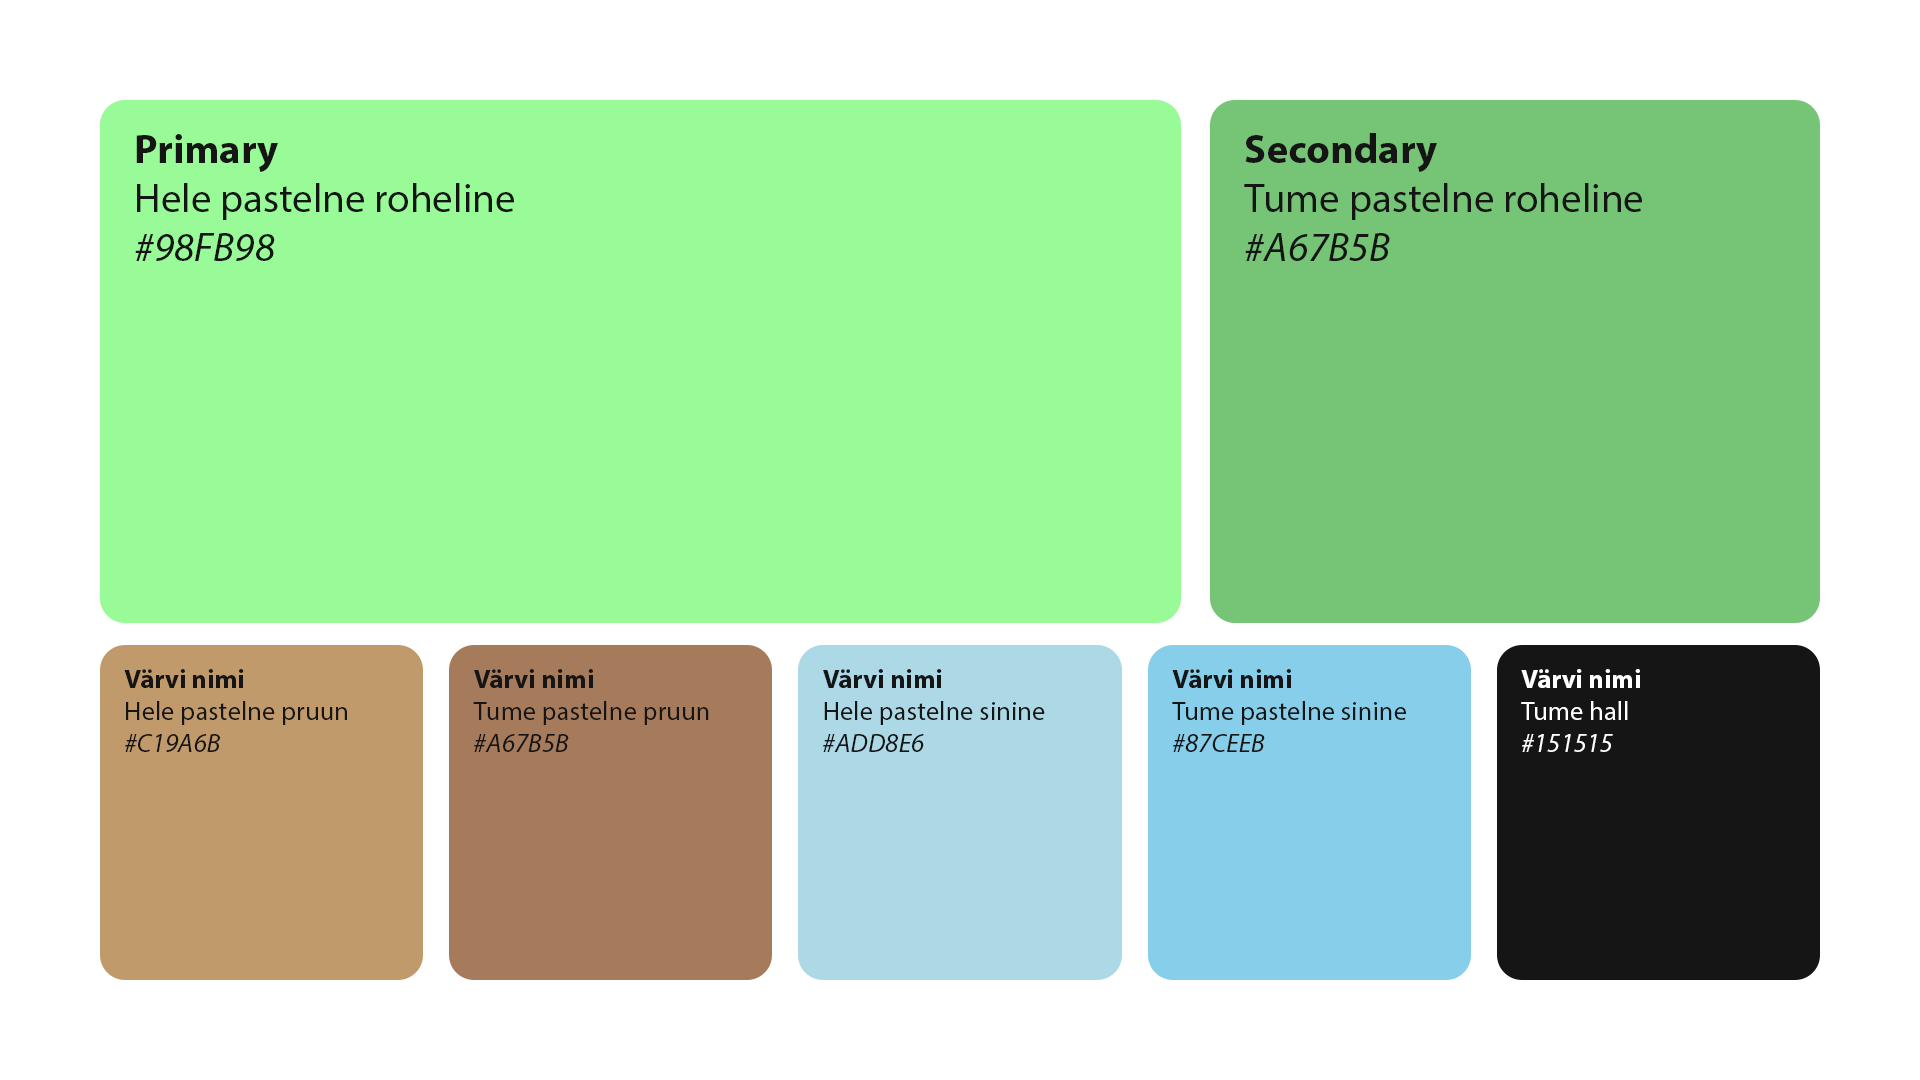 Primary
Hele pastelne roheline
#98FB98
Secondary
Tume pastelne roheline
#A67B5B
Värvi nimi
Hele pastelne pruun
#C19A6B
Värvi nimi
Tume pastelne pruun
#A67B5B
Värvi nimi
Hele pastelne sinine
#ADD8E6
Värvi nimi
Tume pastelne sinine
#87CEEB
Värvi nimi
Tume hall
#151515